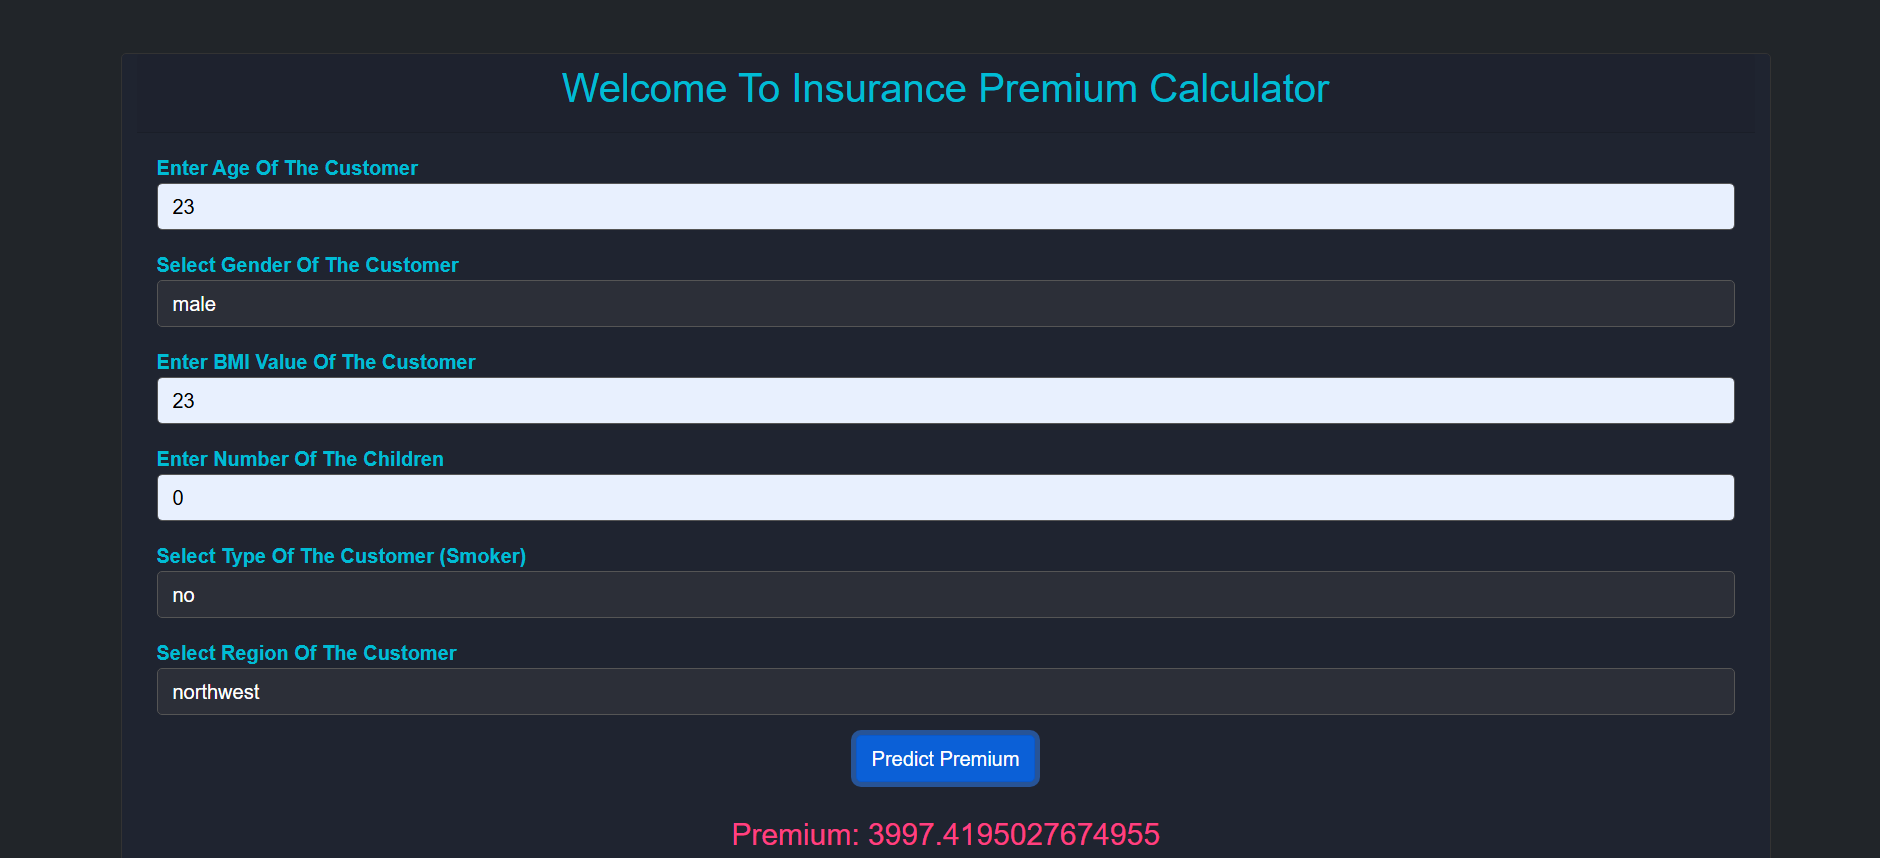 Welcome To Insurance Premium Calculator
Enter Age Of The Customer
23
Select Gender Of The Customer
male
Enter BMI Value Of The Customer
23
Enter Number Of The Children
0
Select Type Of The Customer (Smoker)
no
Select Region Of The Customer
northwest
Predict Premium
Premium: 3997.4195027674955